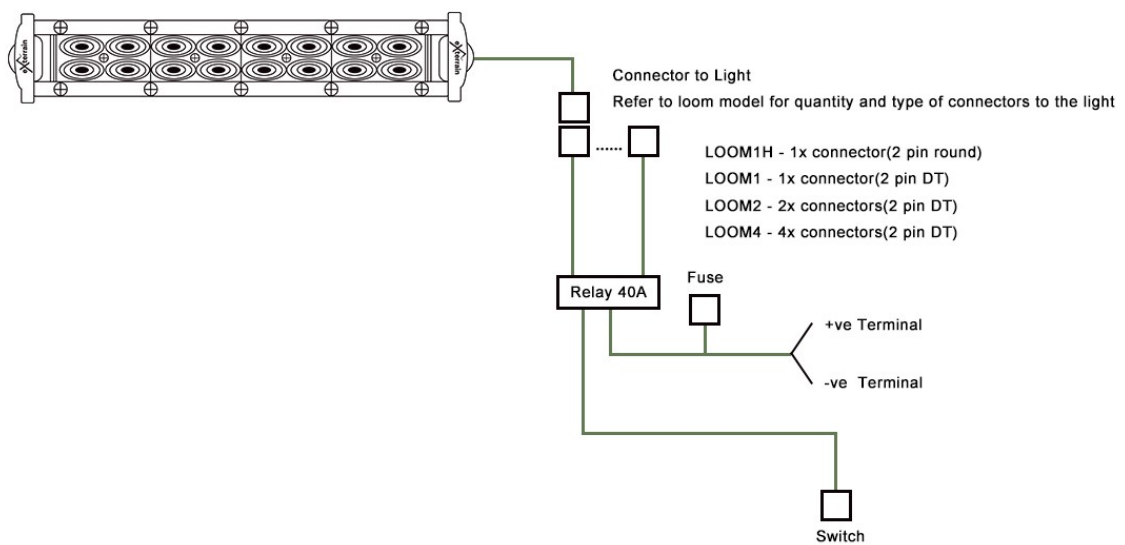 exterrain
exterrain
Connector to Light
Refer to loom model for quantity and type of connectors to the light
LOOM1H - 1x connector(2 pin round)
LOOM1 - 1x connector(2 pin DT)
LOOM2 - 2x connectors(2 pin DT)
LOOM4 - 4x connectors(2 pin DT)
Relay 40A
Fuse
+ve Terminal
-ve Terminal
Switch